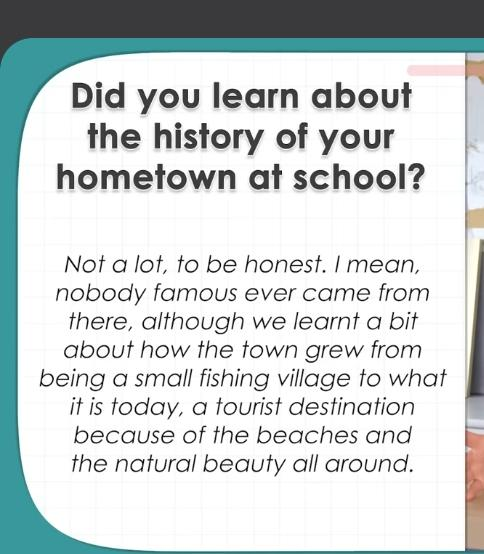 Did you learn about
the history of your
hometown at school?
Not a lot, to be honest. I mean,
nobody famous ever came from
there, although we learnt a bit
about how the town grew from
being a small fishing village to what
it is today, a tourist destination
because of the beaches and
the natural beauty all around.